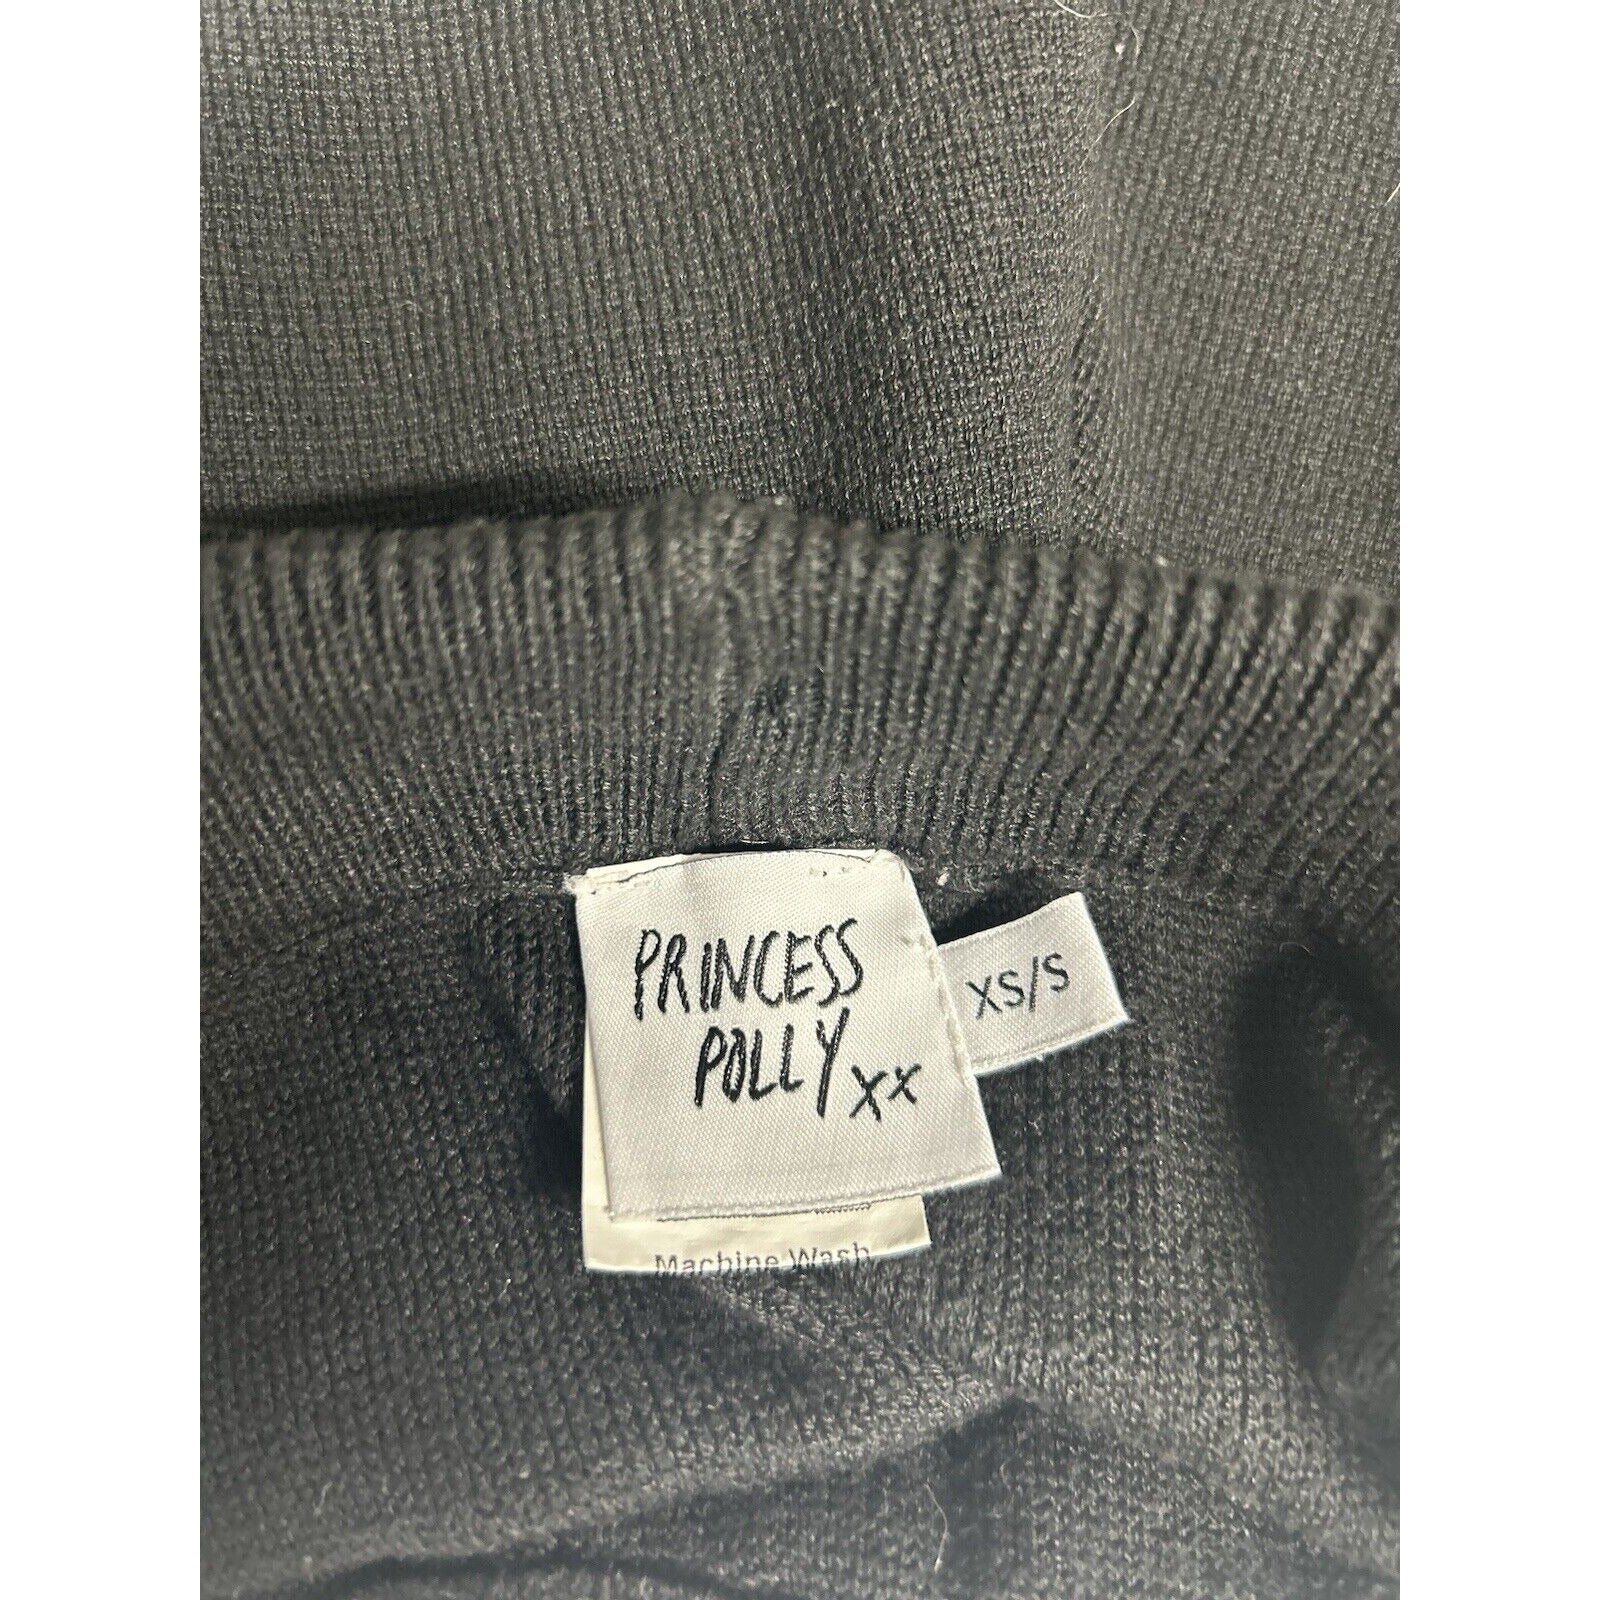 PRINCESS
POLLY xx
XS/S
Machine Wash